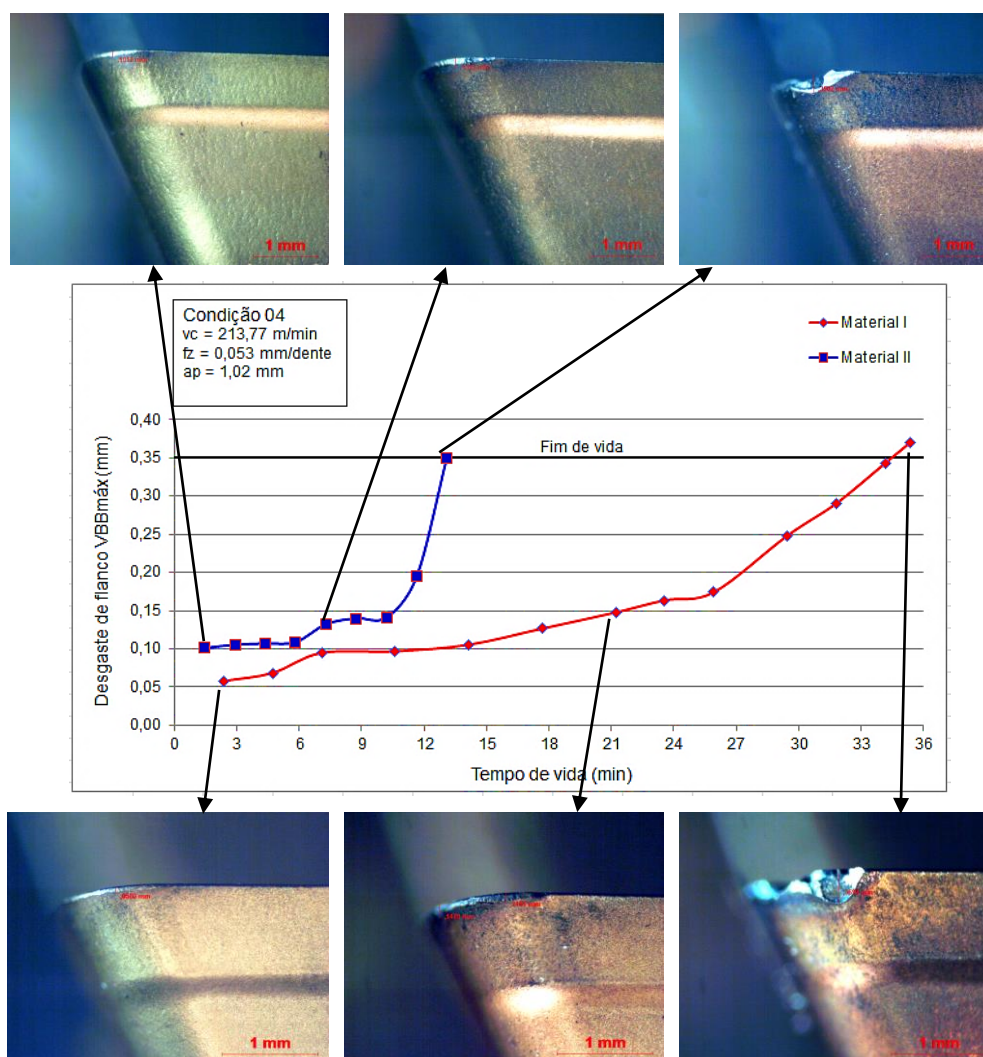 1 mm
1 mm
1 mm
Condição 04
vc = 213,77 m/min
fz = 0,053 mm/dente
ap = 1,02 mm
Material I
Material II
Desgaste de flanco VBBmáx (mm)
0,40
0,35
0,30
0,25
0,20
0,15
0,10
0,05
0,00
Fim de vida
0 3 6 9 12 15 18 21 24 27 30 33 36
Tempo de vida (min)
1 mm
1 mm
1 mm